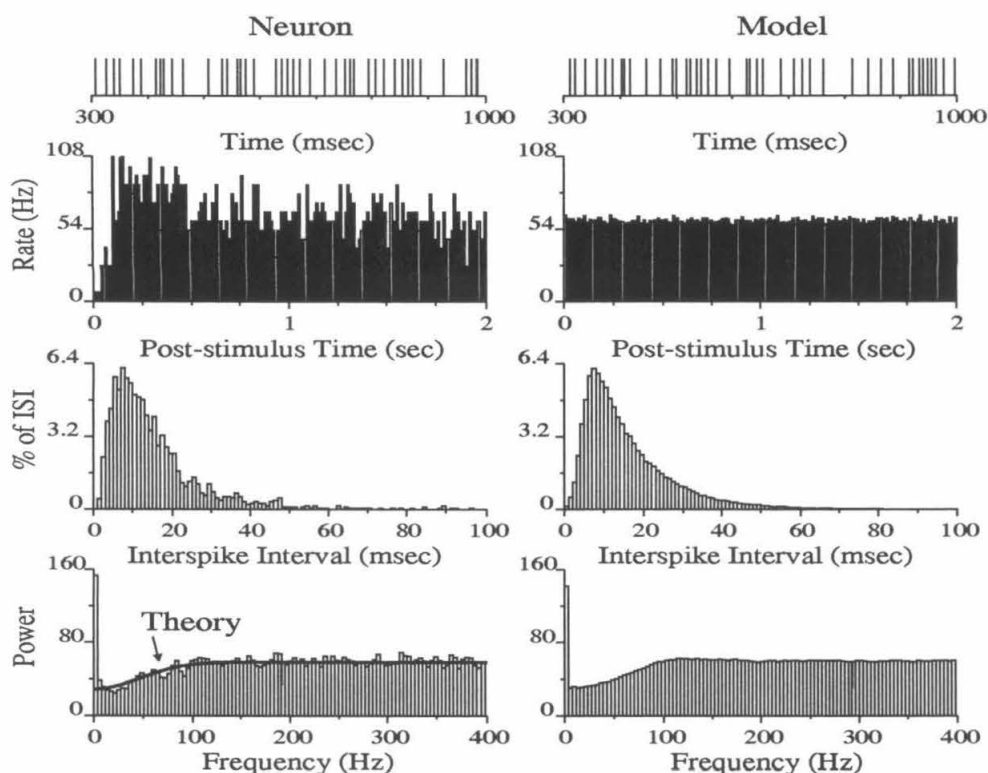 Neuron
Model
300 1000
300 1000
Time (msec)
Time (msec)
Rate (Hz)
108
54
0
108
54
0
0 1 2
0 1 2
Post-stimulus Time (sec)
Post-stimulus Time (sec)
% of ISI
6.4
3.2
0
6.4
3.2
0
0 20 40 60 80 100
0 20 40 60 80 100
Interspike Interval (msec)
Interspike Interval (msec)
Power
160
80
0
Theory
160
80
0
0 100 200 300 400
0 100 200 300 400
Frequency (Hz)
Frequency (Hz)